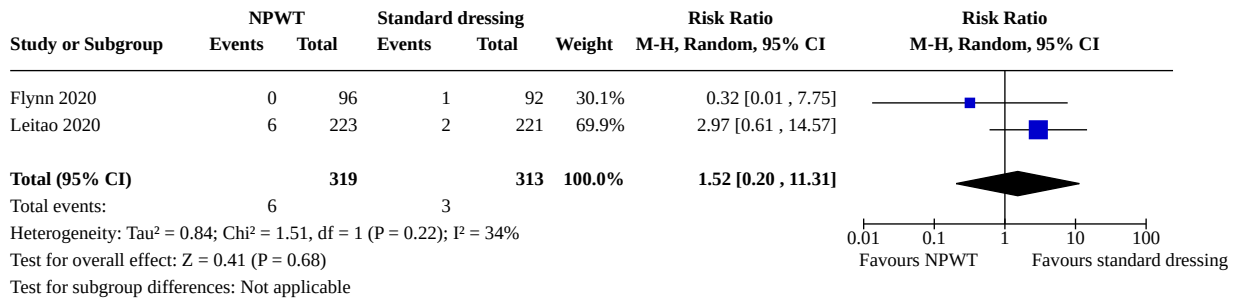 NPWT Standard dressing Risk Ratio Risk Ratio
Study or Subgroup Events Total Events Total Weight M-H, Random, 95% CI M-H, Random, 95% CI
Flynn 2020 0 96 1 92 30.1% 0.32 [0.01 , 7.75]
Leitao 2020 6 223 2 221 69.9% 2.97 [0.61 , 14.57]
Total (95% CI) 319 313 100.0% 1.52 [0.20 , 11.31]
Total events: 6 3
Heterogeneity: Tau² = 0.84; Chi² = 1.51, df = 1 (P = 0.22); I² = 34%
0.01 0.1 1 10 100
Test for overall effect: Z = 0.41 (P = 0.68) Favours NPWT Favours standard dressing
Test for subgroup differences: Not applicable